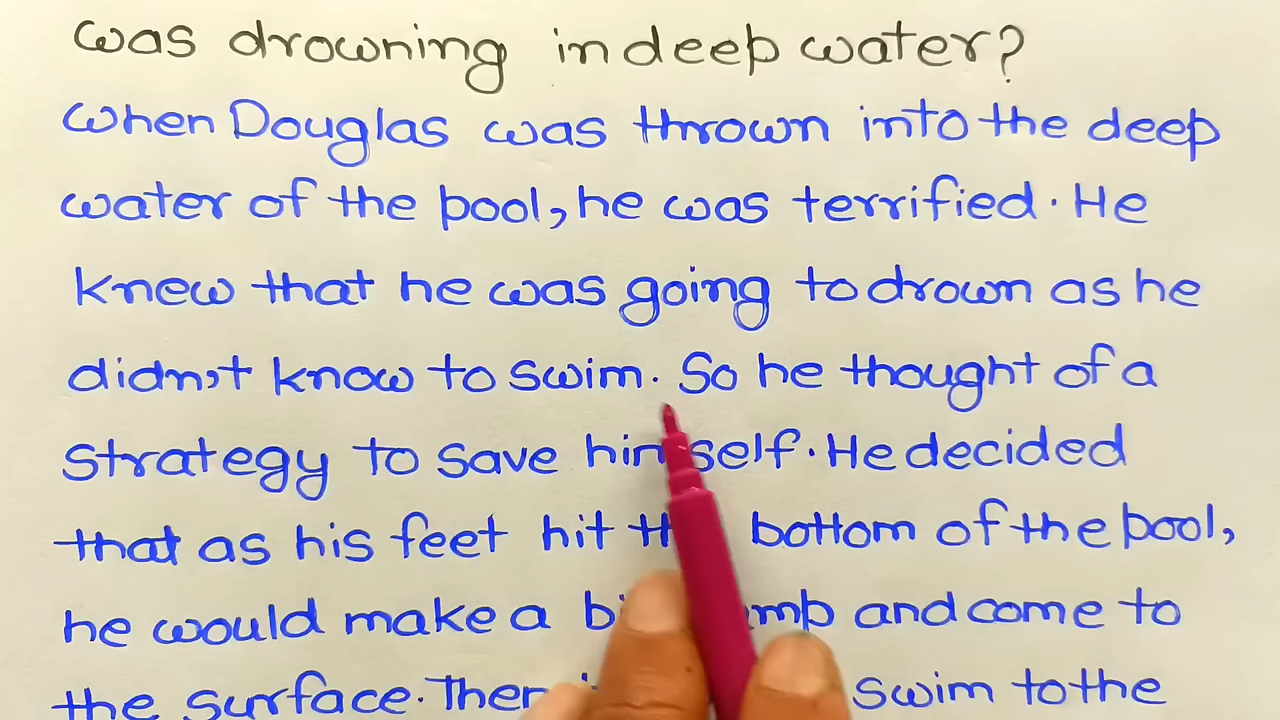 was drowning in deep water?
When Douglas was thrown into the deep
water of the pool, he was terrified. He
knew that he was going to drown as he
didn't know to swim. So he thought of a
strategy to save himself. He decided
that as his feet hit the bottom of the pool,
he would make a and come to
the surface. Then swim to the